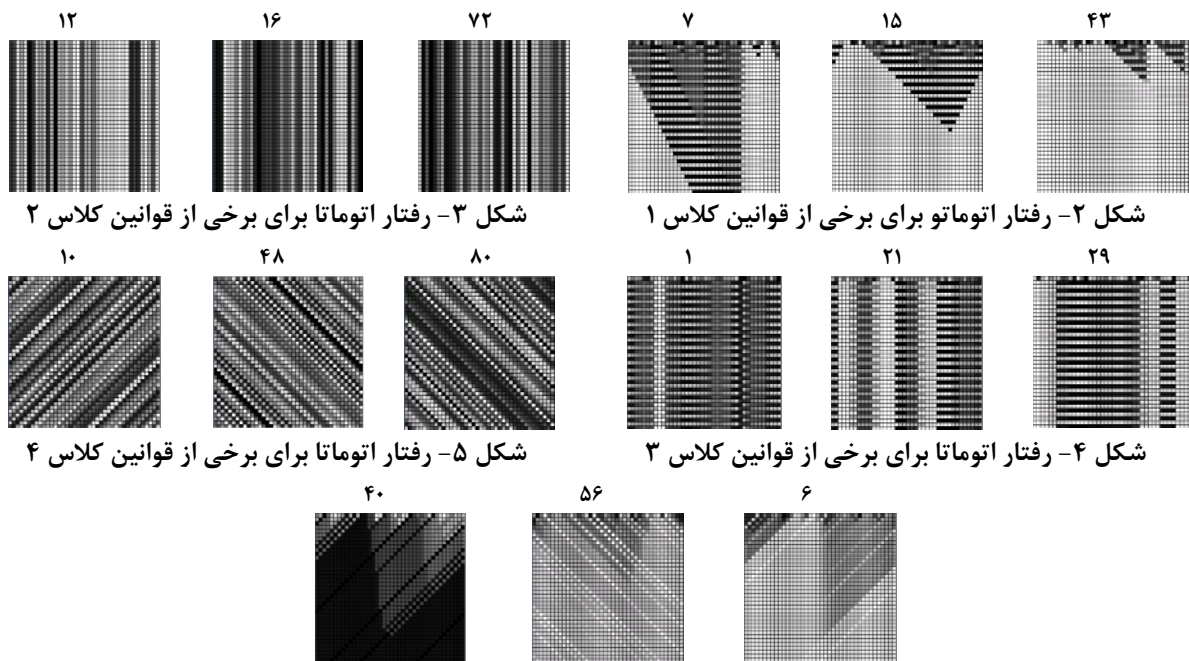 ۱۲ ۱۶ ۷۲ ۷ ۱۵ ۴۳
شکل ۲- رفتار اتوماتو برای برخی از قوانین کلاس ۱
شکل ۳- رفتار اتوماتا برای برخی از قوانین کلاس ۲
۱۰ ۴۸ ۸۰ ۱ ۲۱ ۲۹
شکل ۴- رفتار اتوماتا برای برخی از قوانین کلاس ۳
شکل ۵- رفتار اتوماتا برای برخی از قوانین کلاس ۴
۴۰ ۵۶ ۶